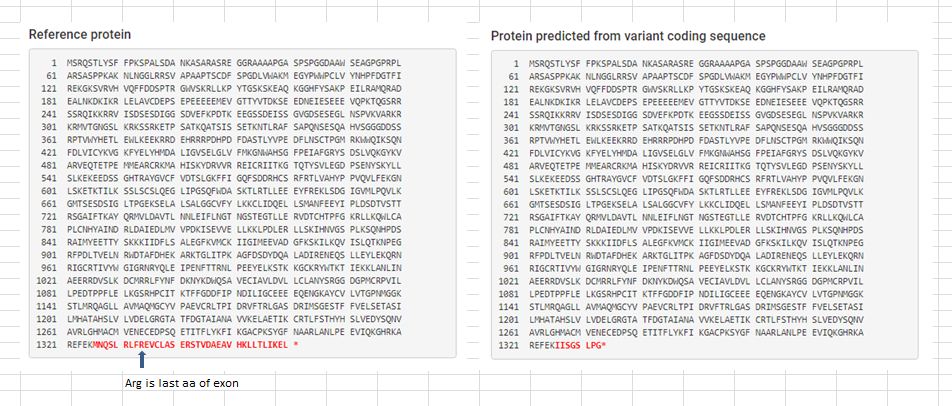 Reference protein
1 MSRQSTLYSF FPKSPALSDA NKASARASRE GGRAAAAPGA SPSPGGDAAW SEAGPGPRPL
61 ARSASPPKAK NLNGGLRRSV APAAPTSCDF SPGDLVWAKM EGYPWWPCLV YNHPFDGTFI
121 REKGKSVRVH VQFFDDSPTR GWVSKRLLKP YTGSKSKEAQ KGGHFYSAKP EILRAMQRAD
181 EALNKDKIKR LELAVCDEPS EPEEEEEMEV GTTYVTDKSE EDNEIESEEE VQPKTQGSRR
241 SSRQIKKRRV ISDSESDIGG SDVEFKPDTK EEGSSDEISS GVGDSESEGL NSPVKVARKR
301 KRMVTGNGSL KRKSSRKETP SATKQATSIS SETKNTLRAF SAPQNSESQA HVSGGGDDSS
361 RPTVWYHETL EWLKEEKRRD EHRRRPDHPD FDASTLYVPE DFLNSCTPGM RKWWQIKSQN
421 FDLVICYKVG KFYELYHMDA LIGVSELGLV FMKGNWAHSG FPEIAFGRYS DSLVQKGYKV
481 ARVEQTETPE MMEARCRKMA HISKYDRVVR REICRIITKG TQTYSVLEGD PSENYSKYLL
541 SLKEKEEDSS GHTRAYGVCF VDTSLGKFFI GQFSDDRHCS RFRTLVAHYP PVQVLFEKGN
601 LSKETKTILK SSLSCSLQEG LIPGSQFWDA SKTLRTLLEE EYFREKLSDG IGVMLPQVLK
661 GMTSESDSIG LTPGEKSELA LSALGGCVFY LKKCLIDQEL LSMANFEEYI PLDSDTVSTT
721 RSGAIFTKAY QRMVLDAVTL NNLEIFLNGT NGSTEGTLLE RVDTCHTPFG KRLLKQWLCA
781 PLCNHYAIND RLDAIEDLMV VPDKISEVVE LLKKLPDLER LLSKIHNVGS PLKSQNHPDS
841 RAIMYEETTY SKKKIIDFLS ALEGFKVMCK IIGIMEEVAD GFKSKILKQV ISLQTKNPEG
901 RFPDLTVELN RWDTAFDHEK ARKTGLITPK AGFDSDYDQA LADIRENEQS LLEYLEKQRN
961 RIGCRTIVYW GIGRNRYQLE IPENFTTRNL PEEYELKSTK KGCKRYWTKT IEKKLANLIN
1021 AEERRDVSLK DCMRRLFYNF DKNYKDWQSA VECIAVLDVL LCLANYSRGG DGPMCRPVIL
1081 LPEDTPPFLE LKGSRHPCIT KTFFGDDFIP NDILIGCEEE EQENGKAYCV LVTGPNMGGK
1141 STLMRQAGLL AVMAQMGCYV PAEVCRLTPI DRVFTRLGAS DRIMSGESTF FVELSETASI
1201 LMHATAHSLV LVDELGRGTA TFDGTAIANA VVKELAETIK CRTLFSTHYH SLVEDYSQNV
1261 AVRLGHMACM VENECEDPSQ ETITFLYKFI KGACPKSYGF NAARLANLPE EVIQKGHRKA
1321 REFEKMNQSL RLFREVCLAS ERSTVDAEAV HKLLTLIKEL *
Arg is last aa of exon
Protein predicted from variant coding sequence
1 MSRQSTLYSF FPKSPALSDA NKASARASRE GGRAAAAPGA SPSPGGDAAW SEAGPGPRPL
61 ARSASPPKAK NLNGGLRRSV APAAPTSCDF SPGDLVWAKM EGYPWWPCLV YNHPFDGTFI
121 REKGKSVRVH VQFFDDSPTR GWVSKRLLKP YTGSKSKEAQ KGGHFYSAKP EILRAMQRAD
181 EALNKDKIKR LELAVCDEPS EPEEEEEMEV GTTYVTDKSE EDNEIESEEE VQPKTQGSRR
241 SSRQIKKRRV ISDSESDIGG SDVEFKPDTK EEGSSDEISS GVGDSESEGL NSPVKVARKR
301 KRMVTGNGSL KRKSSRKETP SATKQATSIS SETKNTLRAF SAPQNSESQA HVSGGGDDSS
361 RPTVWYHETL EWLKEEKRRD EHRRRPDHPD FDASTLYVPE DFLNSCTPGM RKWWQIKSQN
421 FDLVICYKVG KFYELYHMDA LIGVSELGLV FMKGNWAHSG FPEIAFGRYS DSLVQKGYKV
481 ARVEQTETPE MMEARCRKMA HISKYDRVVR REICRIITKG TQTYSVLEGD PSENYSKYLL
541 SLKEKEEDSS GHTRAYGVCF VDTSLGKFFI GQFSDDRHCS RFRTLVAHYP PVQVLFEKGN
601 LSKETKTILK SSLSCSLQEG LIPGSQFWDA SKTLRTLLEE EYFREKLSDG IGVMLPQVLK
661 GMTSESDSIG LTPGEKSELA LSALGGCVFY LKKCLIDQEL LSMANFEEYI PLDSDTVSTT
721 RSGAIFTKAY QRMVLDAVTL NNLEIFLNGT NGSTEGTLLE RVDTCHTPFG KRLLKQWLCA
781 PLCNHYAIND RLDAIEDLMV VPDKISEVVE LLKKLPDLER LLSKIHNVGS PLKSQNHPDS
841 RAIMYEETTY SKKKIIDFLS ALEGFKVMCK IIGIMEEVAD GFKSKILKQV ISLQTKNPEG
901 RFPDLTVELN RWDTAFDHEK ARKTGLITPK AGFDSDYDQA LADIRENEQS LLEYLEKQRN
961 RIGCRTIVYW GIGRNRYQLE IPENFTTRNL PEEYELKSTK KGCKRYWTKT IEKKLANLIN
1021 AEERRDVSLK DCMRRLFYNF DKNYKDWQSA VECIAVLDVL LCLANYSRGG DGPMCRPVIL
1081 LPEDTPPFLE LKGSRHPCIT KTFFGDDFIP NDILIGCEEE EQENGKAYCV LVTGPNMGGK
1141 STLMRQAGLL AVMAQMGCYV PAEVCRLTPI DRVFTRLGAS DRIMSGESTF FVELSETASI
1201 LMHATAHSLV LVDELGRGTA TFDGTAIANA VVKELAETIK CRTLFSTHYH SLVEDYSQNV
1261 AVRLGHMACM VENECEDPSQ ETITFLYKFI KGACPKSYGF NAARLANLPE EVIQKGHRKA
1321 REFEKIISGS LPG*